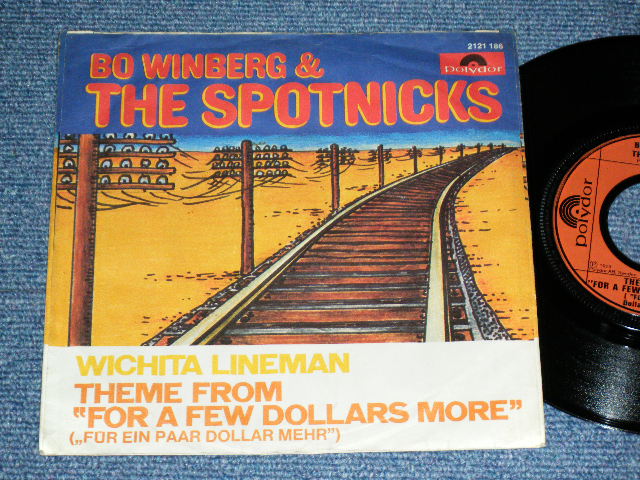 2121 186
polydor
BO WINBERG &
THE SPOTNICKS
WICHITA LINEMAN
THEME FROM
"FOR A FEW DOLLARS MORE"
(„FÜR EIN PAAR DOLLAR MEHR")
polydor
THE
"FOR A FEW